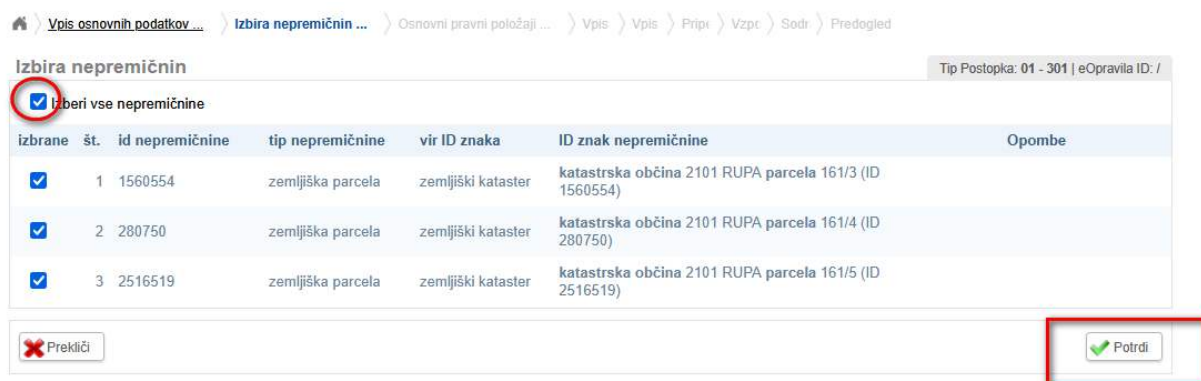 Vpis osnovnih podatkov ... Izbira nepremičnin ... Osnovni pravni položaji ... Vpis Vpis Pripr Vzpc Sodr Predogled
Izbira nepremičnin Tip Postopka: 01 - 301 | eOpravila ID: /
Izberi vse nepremičnine
izbrane št. id nepremičnine tip nepremičnine vir ID znaka ID znak nepremičnine Opombe
1 1560554 zemljiška parcela zemljiški kataster katastrska občina 2101 RUPA parcela 161/3 (ID
1560554)
2 280750 zemljiška parcela zemljiški kataster katastrska občina 2101 RUPA parcela 161/4 (ID
280750)
3 2516519 zemljiška parcela zemljiški kataster katastrska občina 2101 RUPA parcela 161/5 (ID
2516519)
Prekliči Potrdi